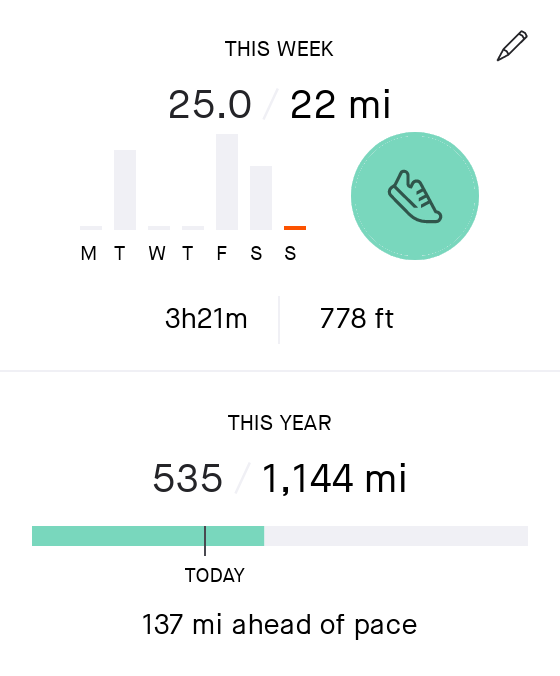 THIS WEEK
25.0 / 22 mi
M T W T F S S
3h21m 778 ft
THIS YEAR
535 / 1,144 mi
TODAY
137 mi ahead of pace